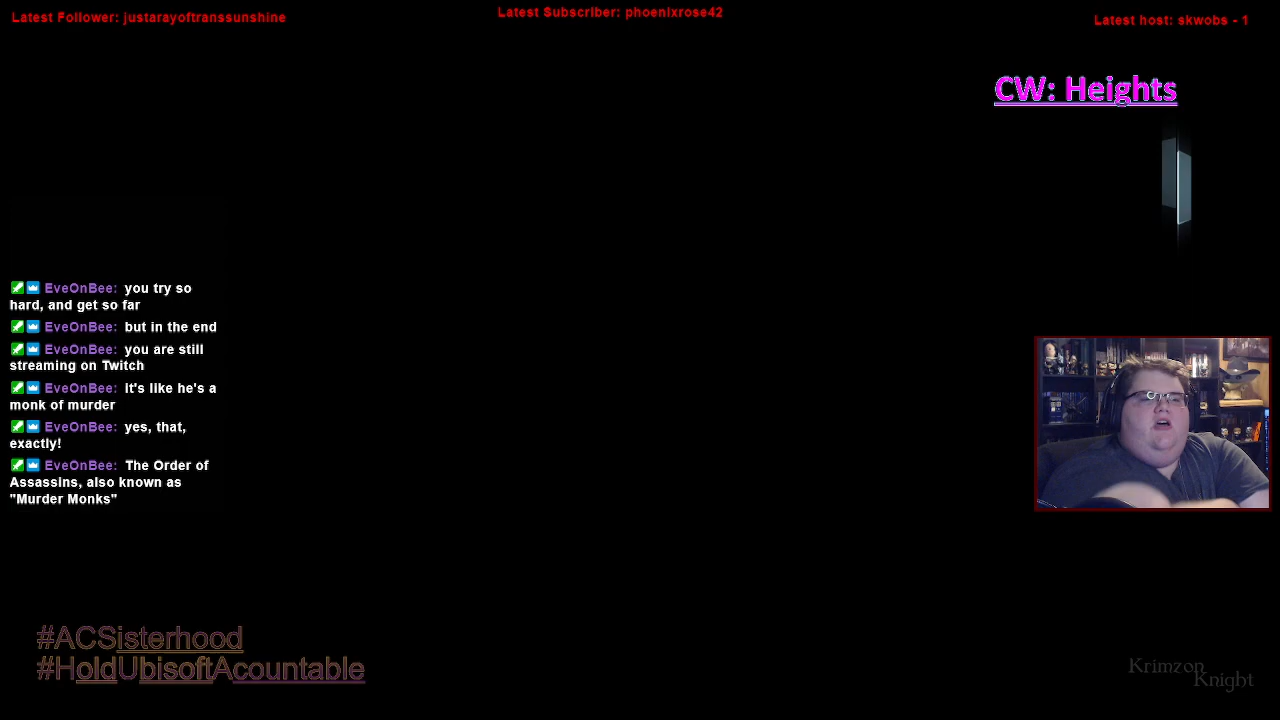 Latest Follower: justarayoftranssunshine
Latest Subscriber: phoenixrose42
Latest host: skwobs - 1
CW: Heights
EveOnBee: you try so
hard, and get so far
EveOnBee: but in the end
EveOnBee: you are still
streaming on Twitch
EveOnBee: it's like he's a
monk of murder
EveOnBee: yes, that,
exactly!
EveOnBee: The Order of
Assassins, also known as
"Murder Monks"
#ACSisterhood
#HoldUbisoftAcountable
Krimzon
Knight